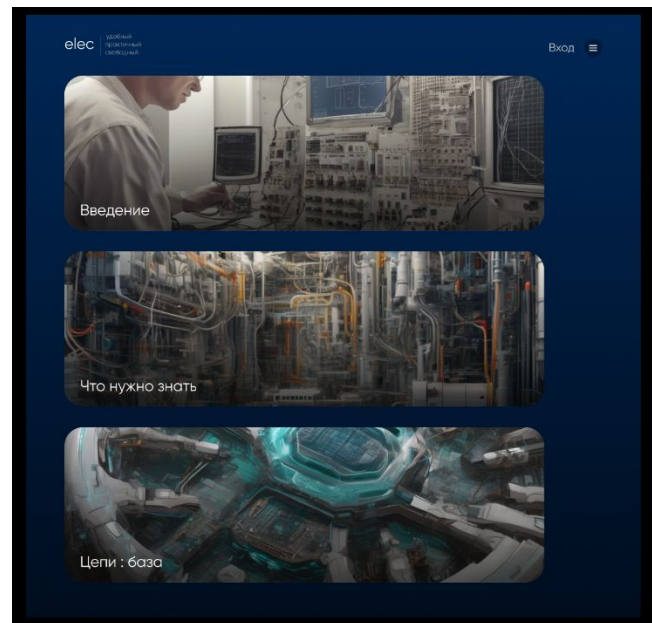 elec
удобный
практичный
свободный
Вход
Введение
Что нужно знать
Цепи : база